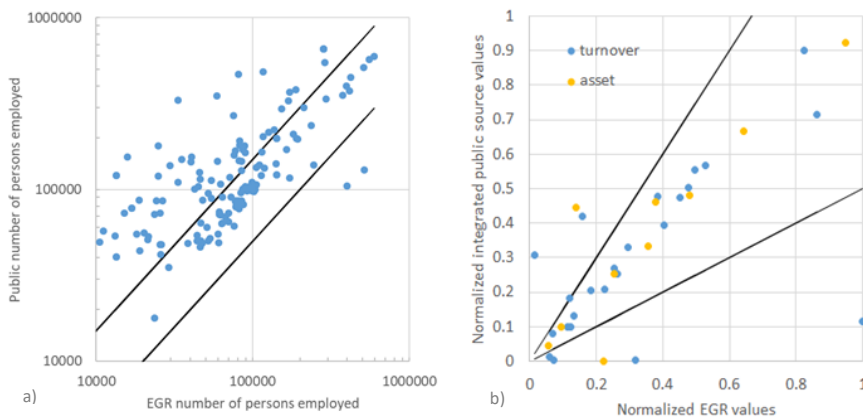 1000000
1000000
10000
10000
100000
1000000
Public number of persons employed
EGR number of persons employed
a)
1
0.9
0.8
0.7
0.6
0.5
0.4
0.3
0.2
0.1
0
0
0.2
0.4
0.6
0.8
1
turnover
asset
Normalized integrated public source values
Normalized EGR values
b)